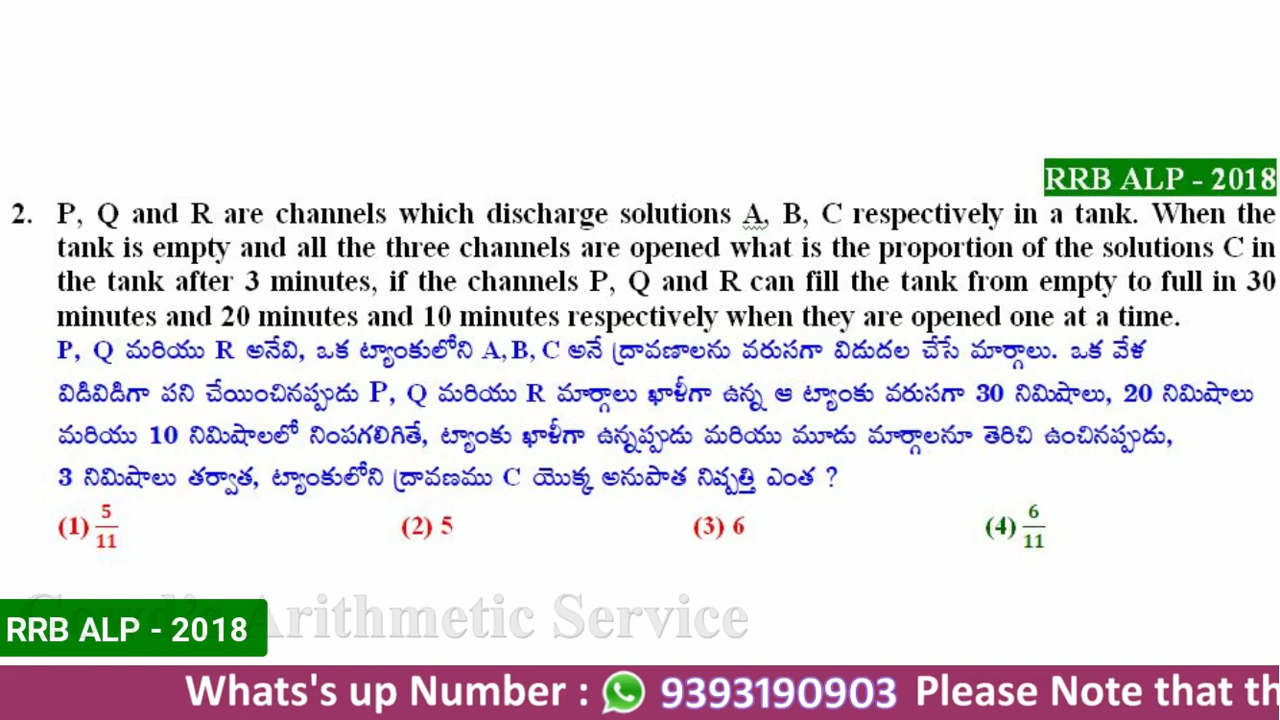 RRB ALP - 2018
2. P, Q and R are channels which discharge solutions A, B, C respectively in a tank. When the
tank is empty and all the three channels are opened what is the proportion of the solutions C in
the tank after 3 minutes, if the channels P, Q and R can fill the tank from empty to full in 30
minutes and 20 minutes and 10 minutes respectively when they are opened one at a time.
P, Q మరియు R అనేవి, ఒక ట్యాంకులోని A, B, C అనే ద్రావణాలను వరుసగా విడుదల చేసే మార్గాలు. ఒక వేళ
విడివిడిగా పని చేయించినప్పుడు P, Q మరియు R మార్గాలు ఖాళీగా ఉన్న ఆ ట్యాంకు వరుసగా 30 నిమిషాలు, 20 నిమిషాలు
మరియు 10 నిమిషాలలో నింపగలిగితే, ట్యాంకు ఖాళీగా ఉన్నప్పుడు మరియు మూడు మార్గాలనూ తెరిచి ఉంచినప్పుడు,
3 నిమిషాలు తర్వాత, ట్యాంకులోని ద్రావణము C యొక్క అనుపాత నిష్పత్తి ఎంత ?
(1) 5/11 (2) 5 (3) 6 (4) 6/11
Arithmetic Service
RRB ALP - 2018
Whats's up Number : 9393190903 Please Note that th